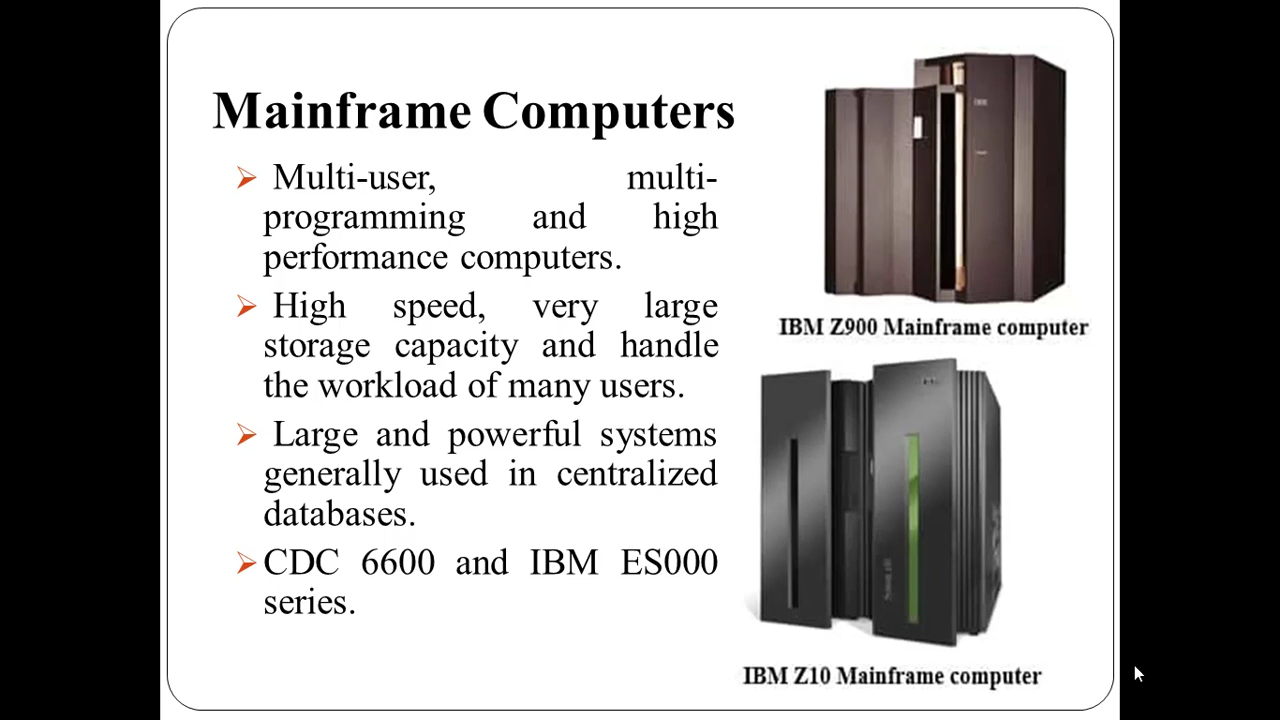 Mainframe Computers
Multi-user, multi-
programming and high
performance computers.
High speed, very large
storage capacity and handle
the workload of many users.
Large and powerful systems
generally used in centralized
databases.
CDC 6600 and IBM ES000
series.
IBM Z900 Mainframe computer
IBM Z10 Mainframe computer